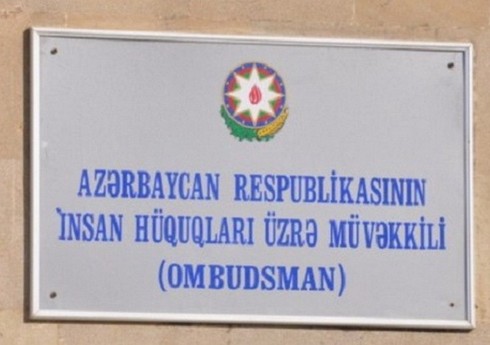 AZƏRBAYCAN RESPUBLİKASININ
İNSAN HÜQUQLARI ÜZRƏ MÜVƏKKİLİ
(OMBUDSMAN)